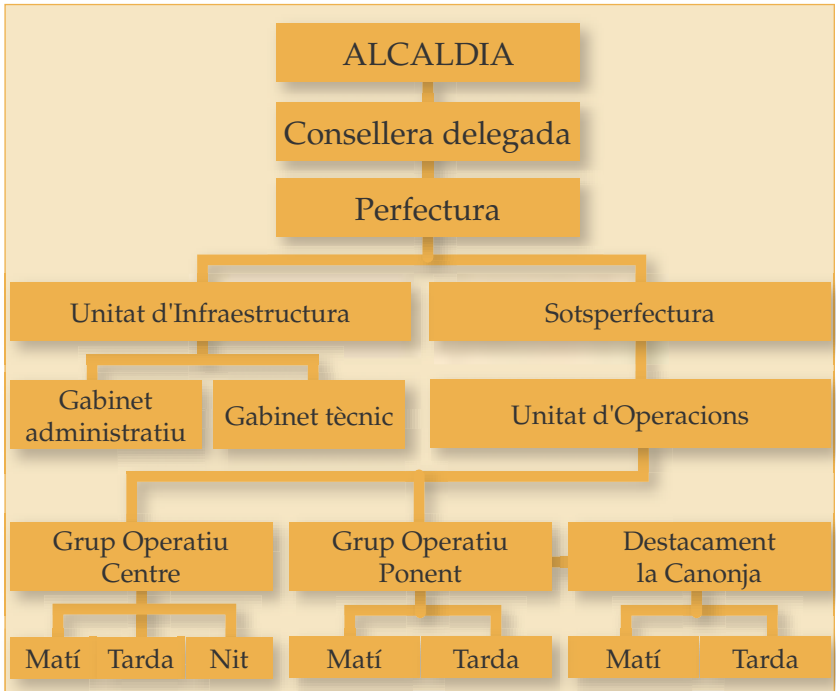 ALCALDIA
Consellera delegada
Perfectura
Unitat d'Infraestructura
Sotsperfectura
Gabinet
administratiu
Gabinet tècnic
Unitat d'Operacions
Grup Operatiu
Centre
Grup Operatiu
Ponent
Destacament
la Canonja
Matí
Tarda
Nit
Matí
Tarda
Matí
Tarda